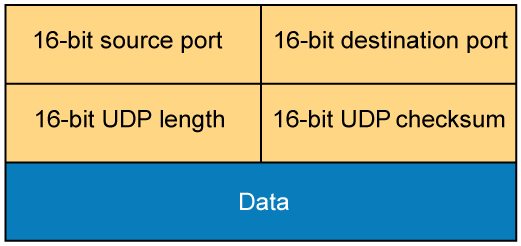 16-bit source port
16-bit destination port
16-bit UDP length
16-bit UDP checksum
Data